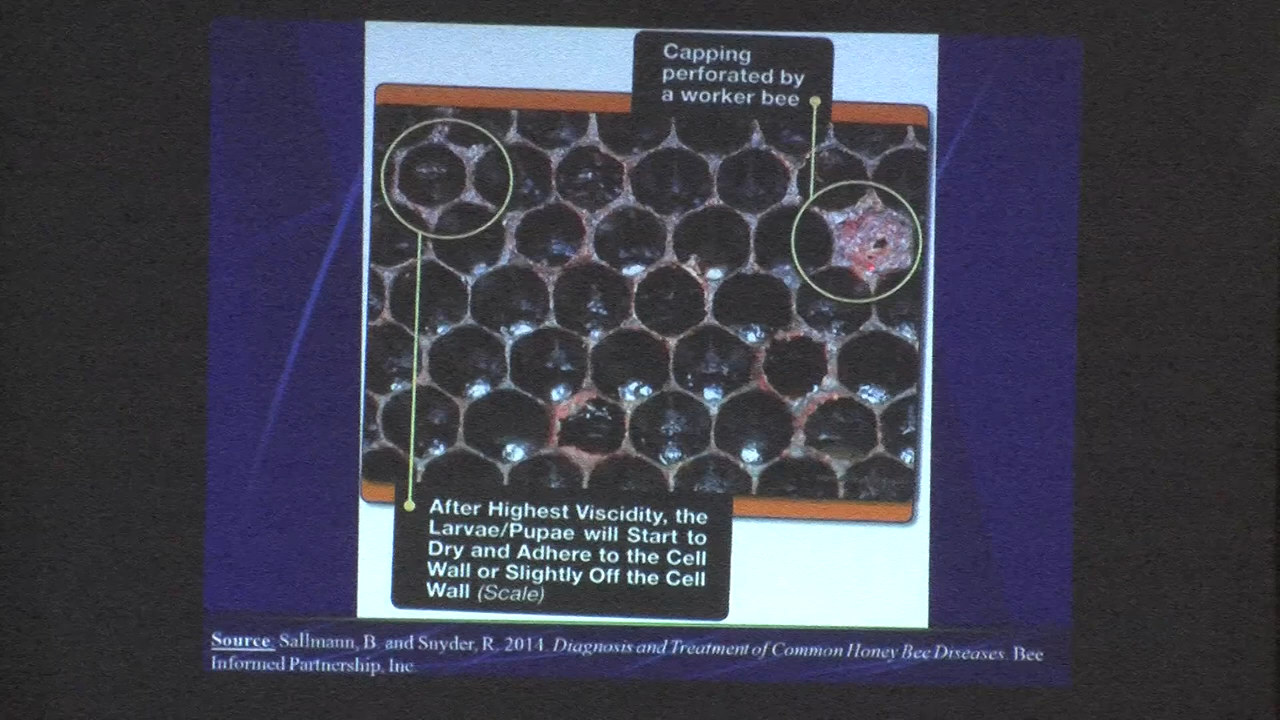 Capping
perforated by
a worker bee
After Highest Viscidity, the
Larvae/Pupae will Start to
Dry and Adhere to the Cell
Wall or Slightly Off the Cell
Wall (Scale)
Source: Sallmann, B. and Snyder, R. 2014. Diagnosis and Treatment of Common Honey Bee Diseases. Bee
Informed Partnership, Inc